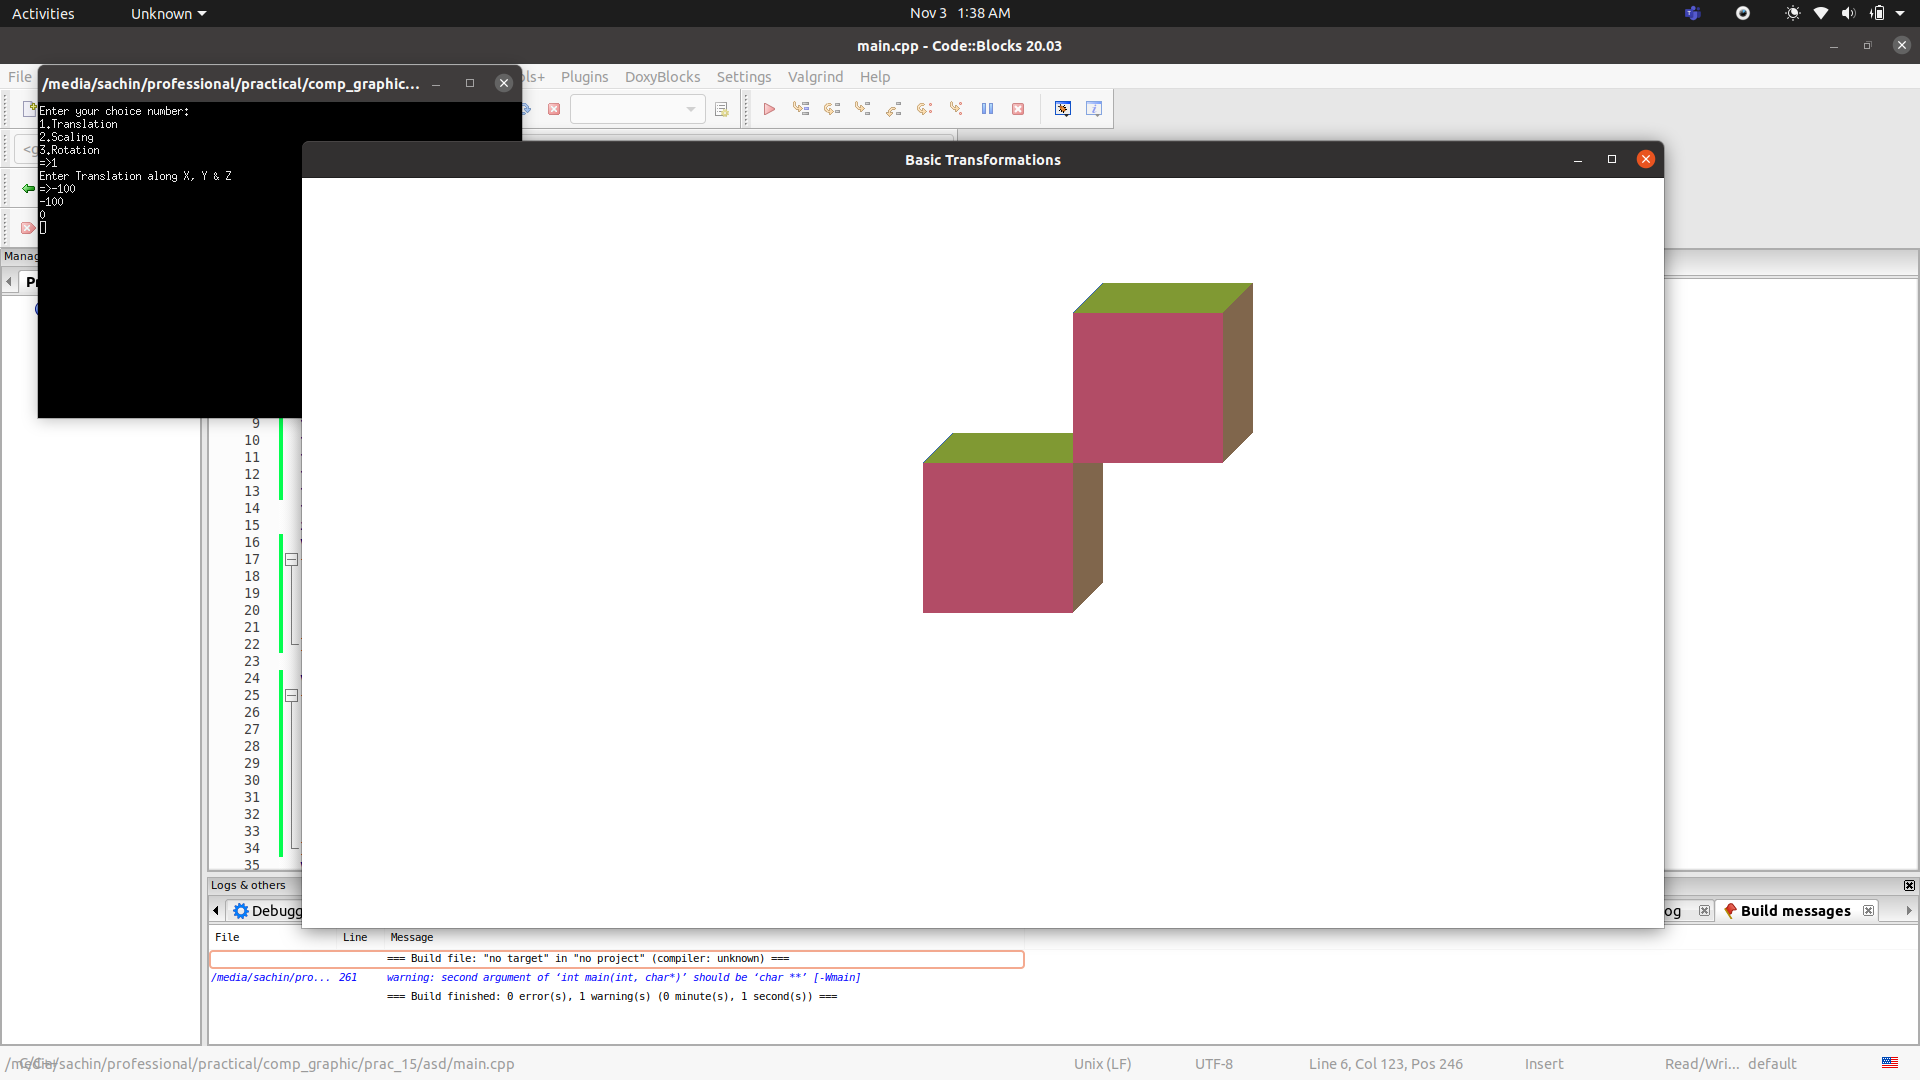 Activities
Unknown
Nov 3 1:38 AM
main.cpp - Code::Blocks 20.03
File
ls+ Plugins DoxyBlocks Settings Valgrind Help
/media/sachin/professional/practical/comp_graphic...
Enter your choice number:
1.Translation
2.Scaling
3.Rotation
=>1
Enter Translation along X, Y & Z
=>-100
-100
0
Basic Transformations
<g
Manag
Pr
9
10
11
12
13
14
15
16
17
18
19
20
21
22
23
24
25
26
27
28
29
30
31
32
33
34
35
Logs & others
Debugg
og
Build messages
File Line Message
=== Build file: "no target" in "no project" (compiler: unknown) ===
/media/sachin/pro... 261 warning: second argument of ‘int main(int, char*)’ should be ‘char **’ [-Wmain]
=== Build finished: 0 error(s), 1 warning(s) (0 minute(s), 1 second(s)) ===
/media/sachin/professional/practical/comp_graphic/prac_15/asd/main.cpp
C/C++
Unix (LF)
UTF-8
Line 6, Col 123, Pos 246
Insert
Read/Wri...
default